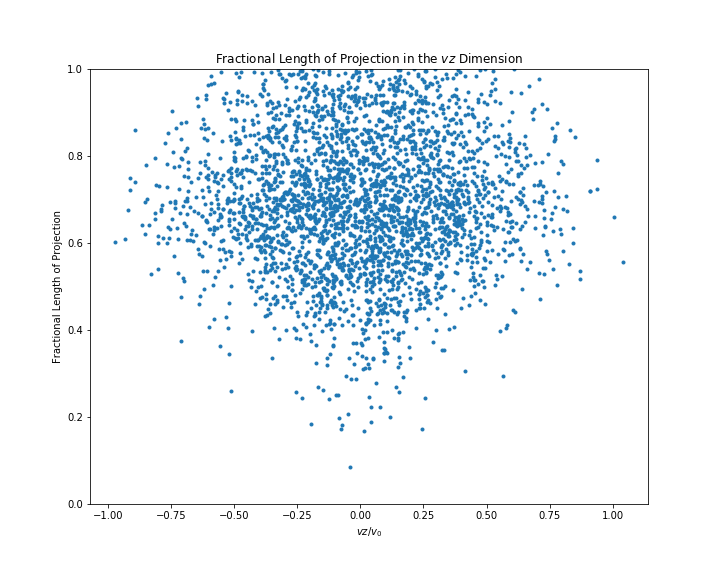 Fractional Length of Projection in the vz Dimension
Fractional Length of Projection
1.0
0.8
0.6
0.4
0.2
0.0
−1.00 −0.75 −0.50 −0.25 0.00 0.25 0.50 0.75 1.00
vz/v₀